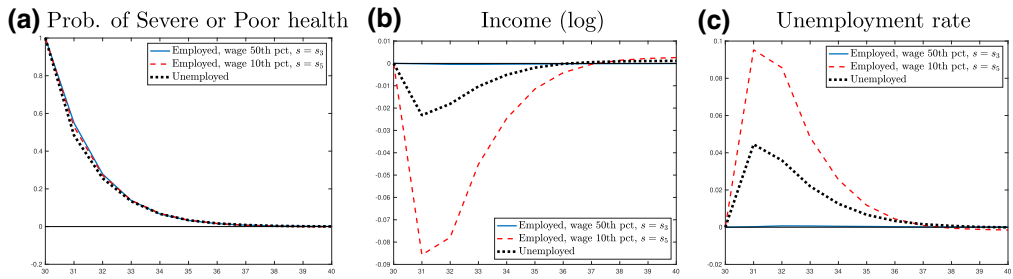 (a) Prob. of Severe or Poor health
1
0.8
0.6
0.4
0.2
0
-0.2
30 31 32 33 34 35 36 37 38 39 40
Employed, wage 50th pct, s = s₃
Employed, wage 10th pct, s = s₅
Unemployed
(b) Income (log)
0.01
0
-0.01
-0.02
-0.03
-0.04
-0.05
-0.06
-0.07
-0.08
-0.09
30 31 32 33 34 35 36 37 38 39 40
Employed, wage 50th pct, s = s₃
Employed, wage 10th pct, s = s₅
Unemployed
(c) Unemployment rate
0.1
0.08
0.06
0.04
0.02
0
-0.02
30 31 32 33 34 35 36 37 38 39 40
Employed, wage 50th pct, s = s₃
Employed, wage 10th pct, s = s₅
Unemployed